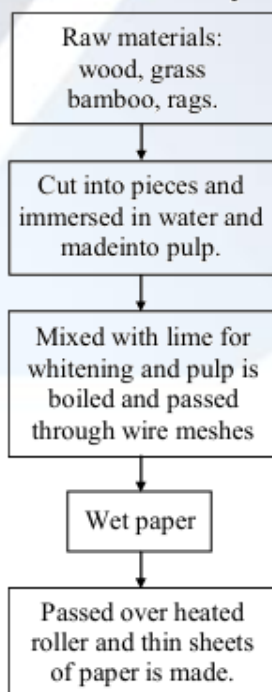 Raw materials:
wood, grass
bamboo, rags.
Cut into pieces and
immersed in water and
madeinto pulp.
Mixed with lime for
whitening and pulp is
boiled and passed
through wire meshes
Wet paper
Passed over heated
roller and thin sheets
of paper is made.